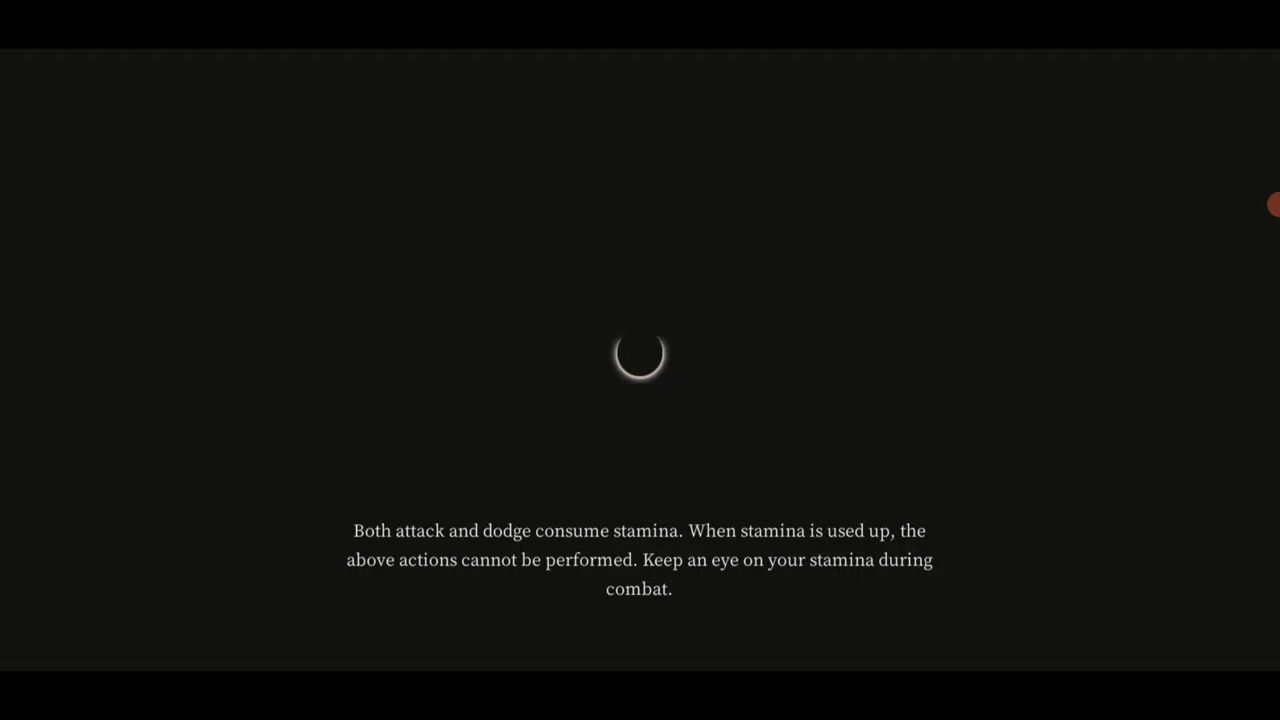 Both attack and dodge consume stamina. When stamina is used up, the
above actions cannot be performed. Keep an eye on your stamina during
combat.